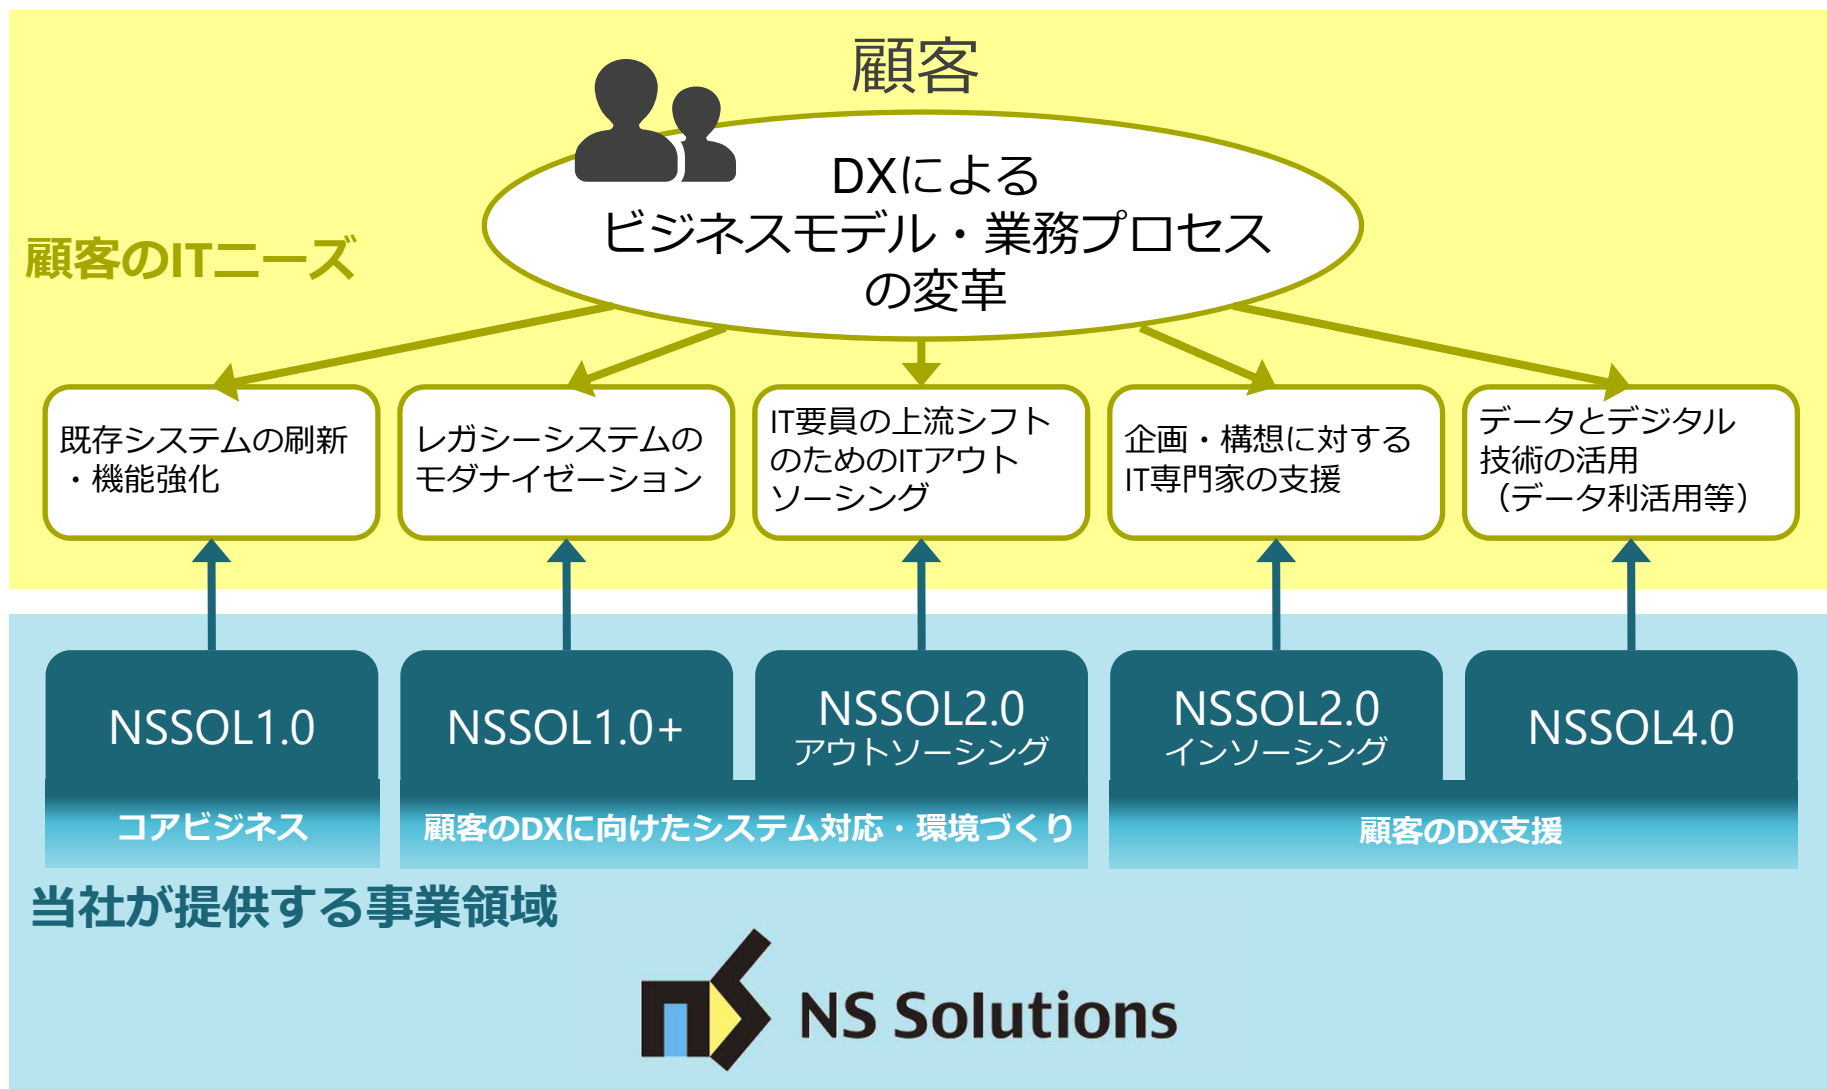 顧客
DXによる
ビジネスモデル・業務プロセス
の変革
顧客のITニーズ
既存システムの刷新
・機能強化
レガシーシステムの
モダナイゼーション
IT要員の上流シフト
のためのITアウト
ソーシング
企画・構想に対する
IT専門家の支援
データとデジタル
技術の活用
（データ利活用等）
NSSOL1.0
NSSOL1.0+
NSSOL2.0
アウトソーシング
NSSOL2.0
インソーシング
NSSOL4.0
コアビジネス
顧客のDXに向けたシステム対応・環境づくり
顧客のDX支援
当社が提供する事業領域
NS Solutions